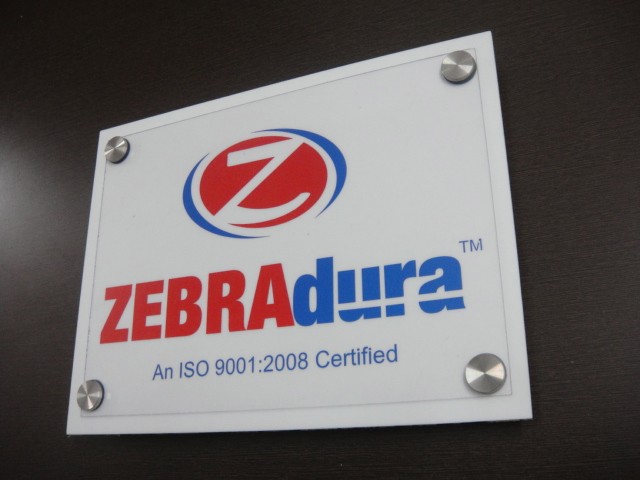 Z
ZEBRAdura™
An ISO 9001:2008 Certified